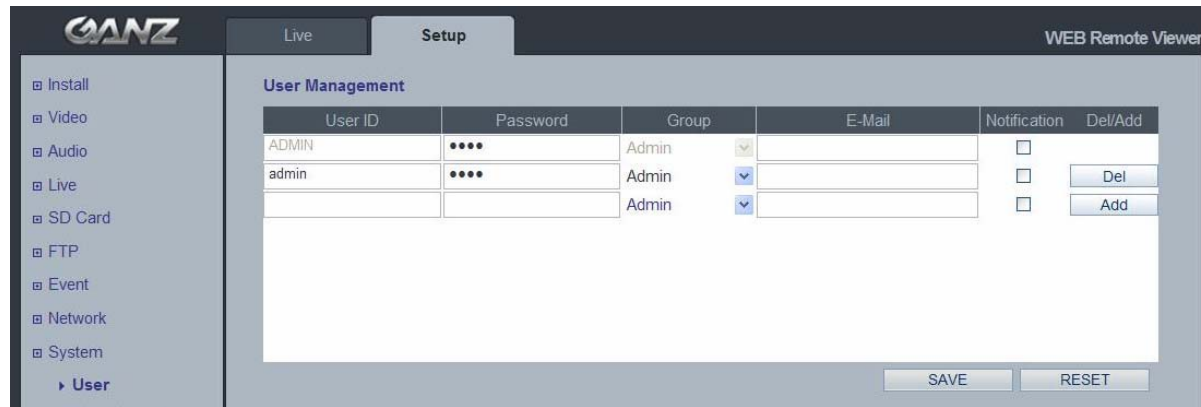 GANZ
Live
Setup
WEB Remote Viewer
Install
Video
Audio
Live
SD Card
FTP
Event
Network
System
User
User Management
User ID Password Group E-Mail Notification Del/Add
ADMIN •••• Admin
admin •••• Admin Del
Admin Add
SAVE RESET